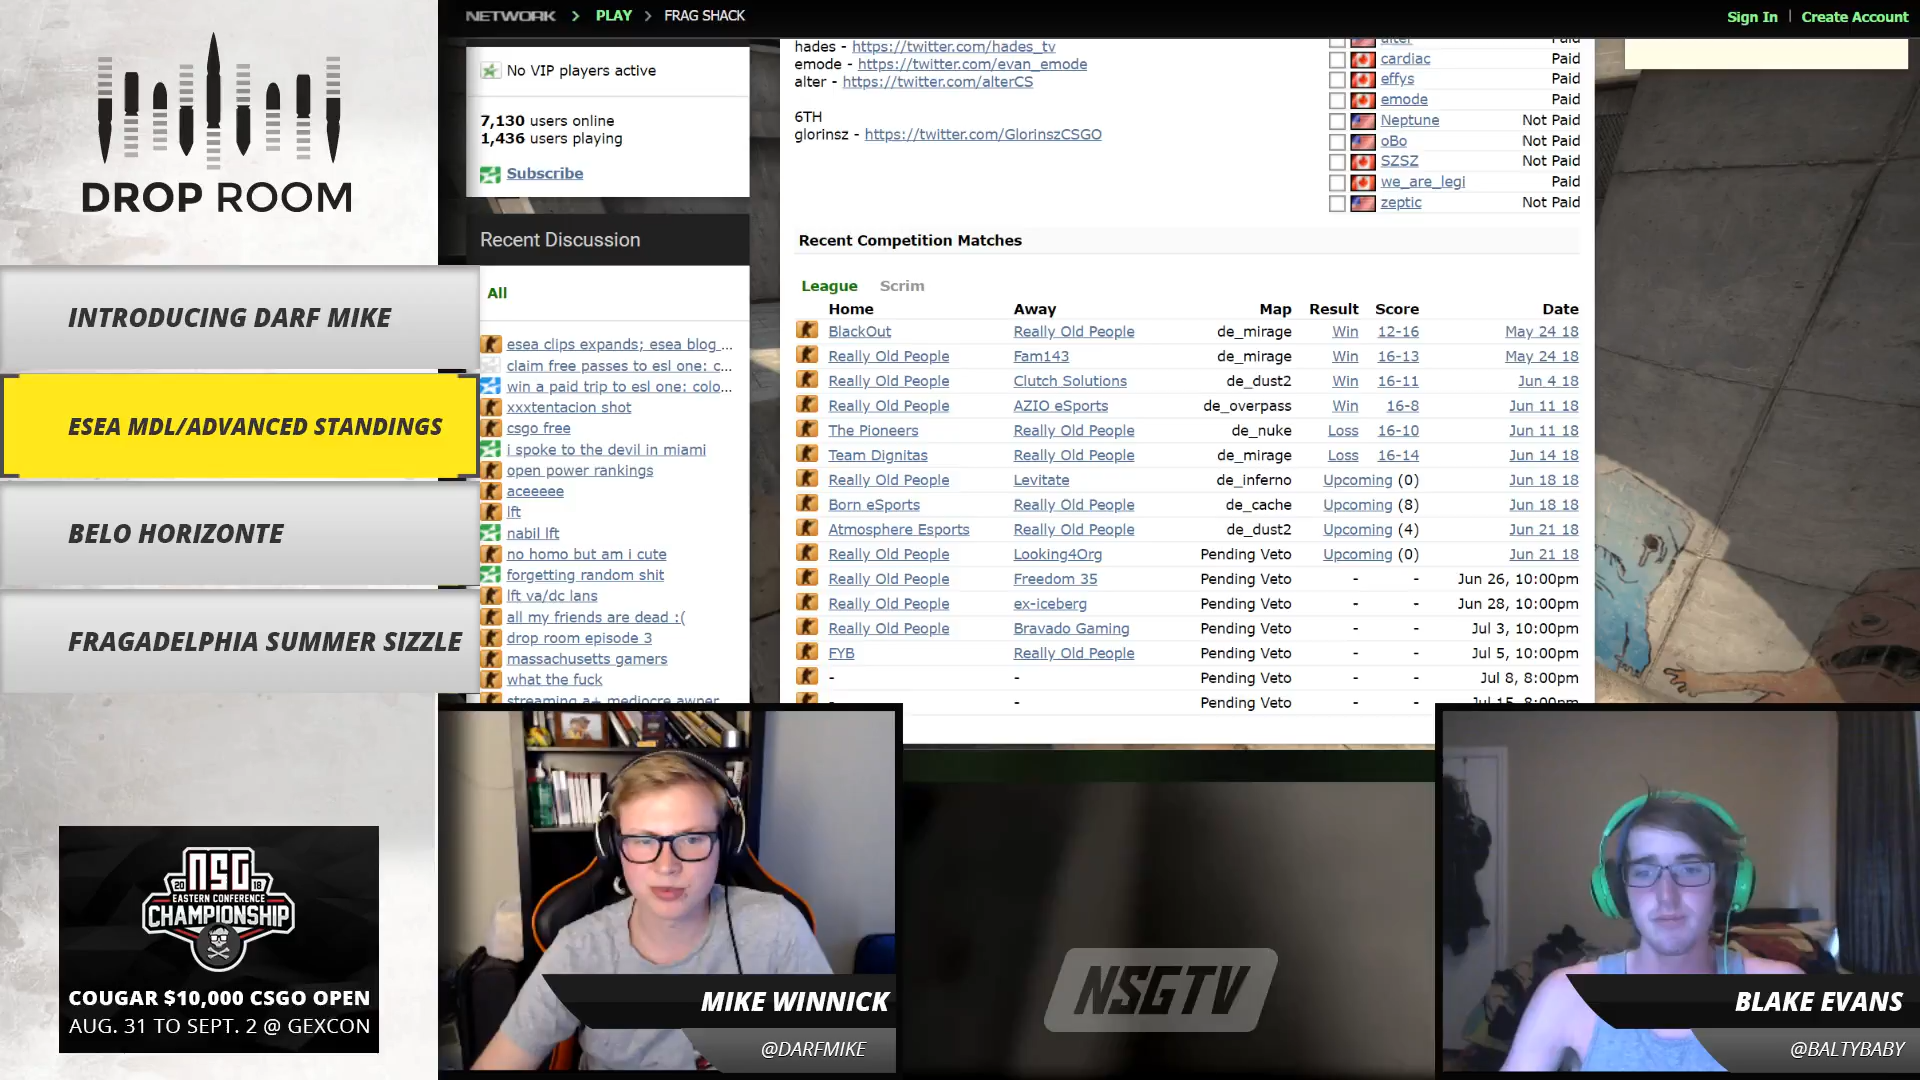 DROP ROOM
INTRODUCING DARF MIKE
ESEA MDL/ADVANCED STANDINGS
BELO HORIZONTE
FRAGADELPHIA SUMMER SIZZLE
NSG
20 18
EASTERN CONFERENCE
CHAMPIONSHIP
COUGAR $10,000 CSGO OPEN
AUG. 31 TO SEPT. 2 @ GEXCON
NETWORK > PLAY > FRAG SHACK
Sign In | Create Account
No VIP players active
7,130 users online
1,436 users playing
Subscribe
Recent Discussion
All
esea clips expands; esea blog ...
claim free passes to esl one: c...
win a paid trip to esl one: colo...
xxxtentacion shot
csgo free
i spoke to the devil in miami
open power rankings
aceeeee
lft
nabil lft
no homo but am i cute
forgetting random shit
lft va/dc lans
all my friends are dead :(
drop room episode 3
massachusetts gamers
what the fuck
streaming a+ mediocre awper
hades - https://twitter.com/hades_tv
emode - https://twitter.com/evan_emode
alter - https://twitter.com/alterCS
6TH
glorinsz - https://twitter.com/GlorinszCSGO
alter Paid
cardiac Paid
effys Paid
emode Paid
Neptune Not Paid
oBo Not Paid
SZSZ Not Paid
we_are_legi Paid
zeptic Not Paid
Recent Competition Matches
League Scrim
Home Away Map Result Score Date
BlackOut Really Old People de_mirage Win 12-16 May 24 18
Really Old People Fam143 de_mirage Win 16-13 May 24 18
Really Old People Clutch Solutions de_dust2 Win 16-11 Jun 4 18
Really Old People AZIO eSports de_overpass Win 16-8 Jun 11 18
The Pioneers Really Old People de_nuke Loss 16-10 Jun 11 18
Team Dignitas Really Old People de_mirage Loss 16-14 Jun 14 18
Really Old People Levitate de_inferno Upcoming (0) Jun 18 18
Born eSports Really Old People de_cache Upcoming (8) Jun 18 18
Atmosphere Esports Really Old People de_dust2 Upcoming (4) Jun 21 18
Really Old People Looking4Org Pending Veto Upcoming (0) Jun 21 18
Really Old People Freedom 35 Pending Veto - - Jun 26, 10:00pm
Really Old People ex-iceberg Pending Veto - - Jun 28, 10:00pm
Really Old People Bravado Gaming Pending Veto - - Jul 3, 10:00pm
FYB Really Old People Pending Veto - - Jul 5, 10:00pm
- - Pending Veto - - Jul 8, 8:00pm
- - Pending Veto - - Jul 15, 8:00pm
MIKE WINNICK
@DARFMIKE
NSGTV
BLAKE EVANS
@BALTYBABY